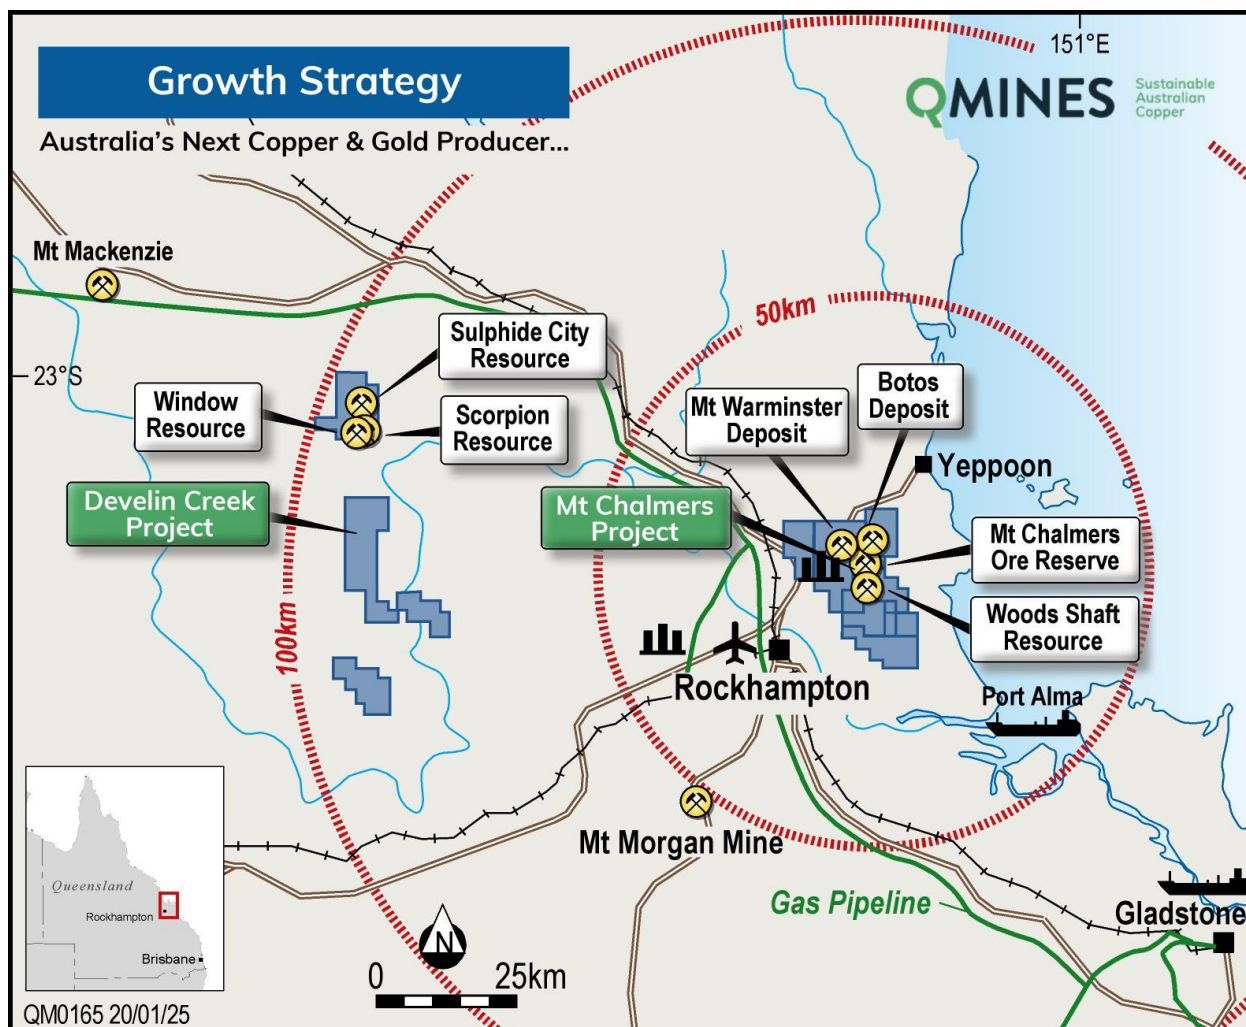 Growth Strategy
Australia's Next Copper & Gold Producer...
151°E
QMINES
Sustainable
Australian
Copper
Mt Mackenzie
23°S
50km
Sulphide City
Resource
Window
Resource
Scorpion
Resource
Mt Warminster
Deposit
Botos
Deposit
Yeppoon
Develin Creek
Project
Mt Chalmers
Project
Mt Chalmers
Ore Reserve
Woods Shaft
Resource
100km
Rockhampton
Port Alma
Mt Morgan Mine
Gas Pipeline
Gladstone
Queensland
Rockhampton
Brisbane
N
0 25km
QM0165 20/01/25